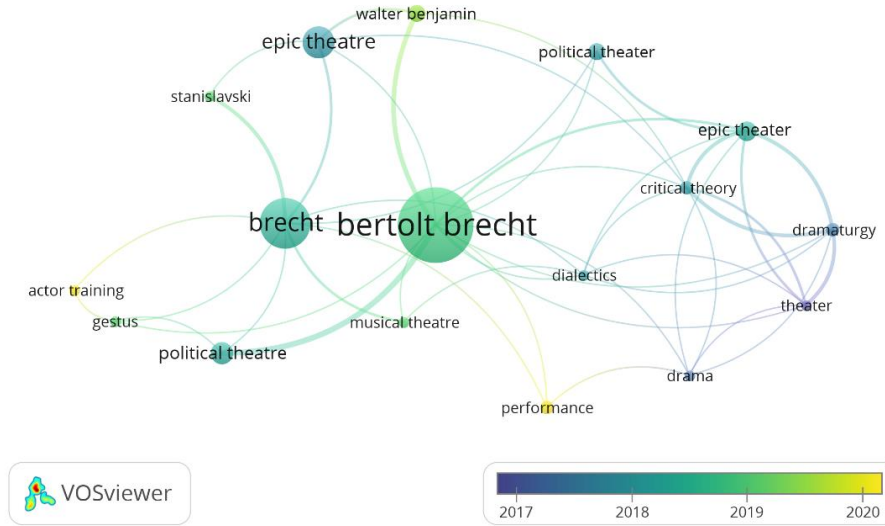 walter benjamin
epic theatre
political theater
stanislavski
epic theater
critical theory
brecht
bertolt brecht
dramaturgy
dialectics
actor training
theater
gestus
musical theatre
political theatre
drama
performance
VOSviewer
2017
2018
2019
2020